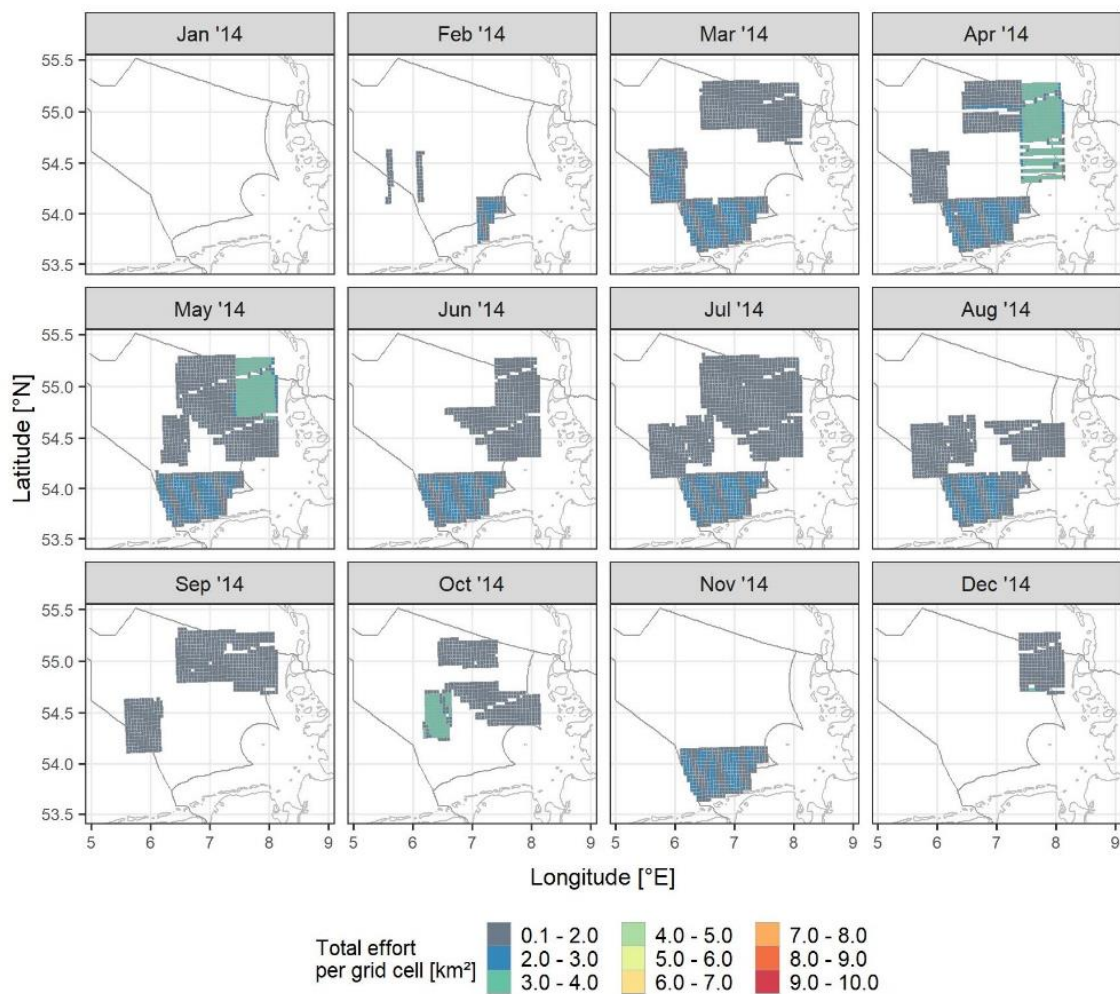 Jan '14 Feb '14 Mar '14 Apr '14
55.5
55.0
54.5
54.0
53.5
May '14 Jun '14 Jul '14 Aug '14
55.5
55.0
54.5
54.0
53.5
Latitude [°N]
Sep '14 Oct '14 Nov '14 Dec '14
55.5
55.0
54.5
54.0
53.5
5 6 7 8 9 5 6 7 8 9 5 6 7 8 9 5 6 7 8 9
Longitude [°E]
Total effort
per grid cell [km²]
0.1 - 2.0 4.0 - 5.0 7.0 - 8.0
2.0 - 3.0 5.0 - 6.0 8.0 - 9.0
3.0 - 4.0 6.0 - 7.0 9.0 - 10.0